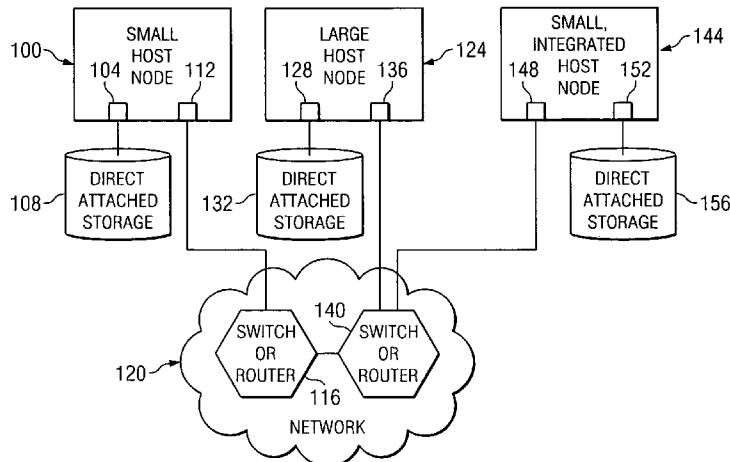 100
SMALL
HOST
NODE
104
112
LARGE
HOST
NODE
128
136
124
SMALL,
INTEGRATED
HOST
NODE
148
152
144
108
DIRECT
ATTACHED
STORAGE
132
DIRECT
ATTACHED
STORAGE
DIRECT
ATTACHED
STORAGE
156
120
SWITCH
OR
ROUTER
116
140
SWITCH
OR
ROUTER
NETWORK